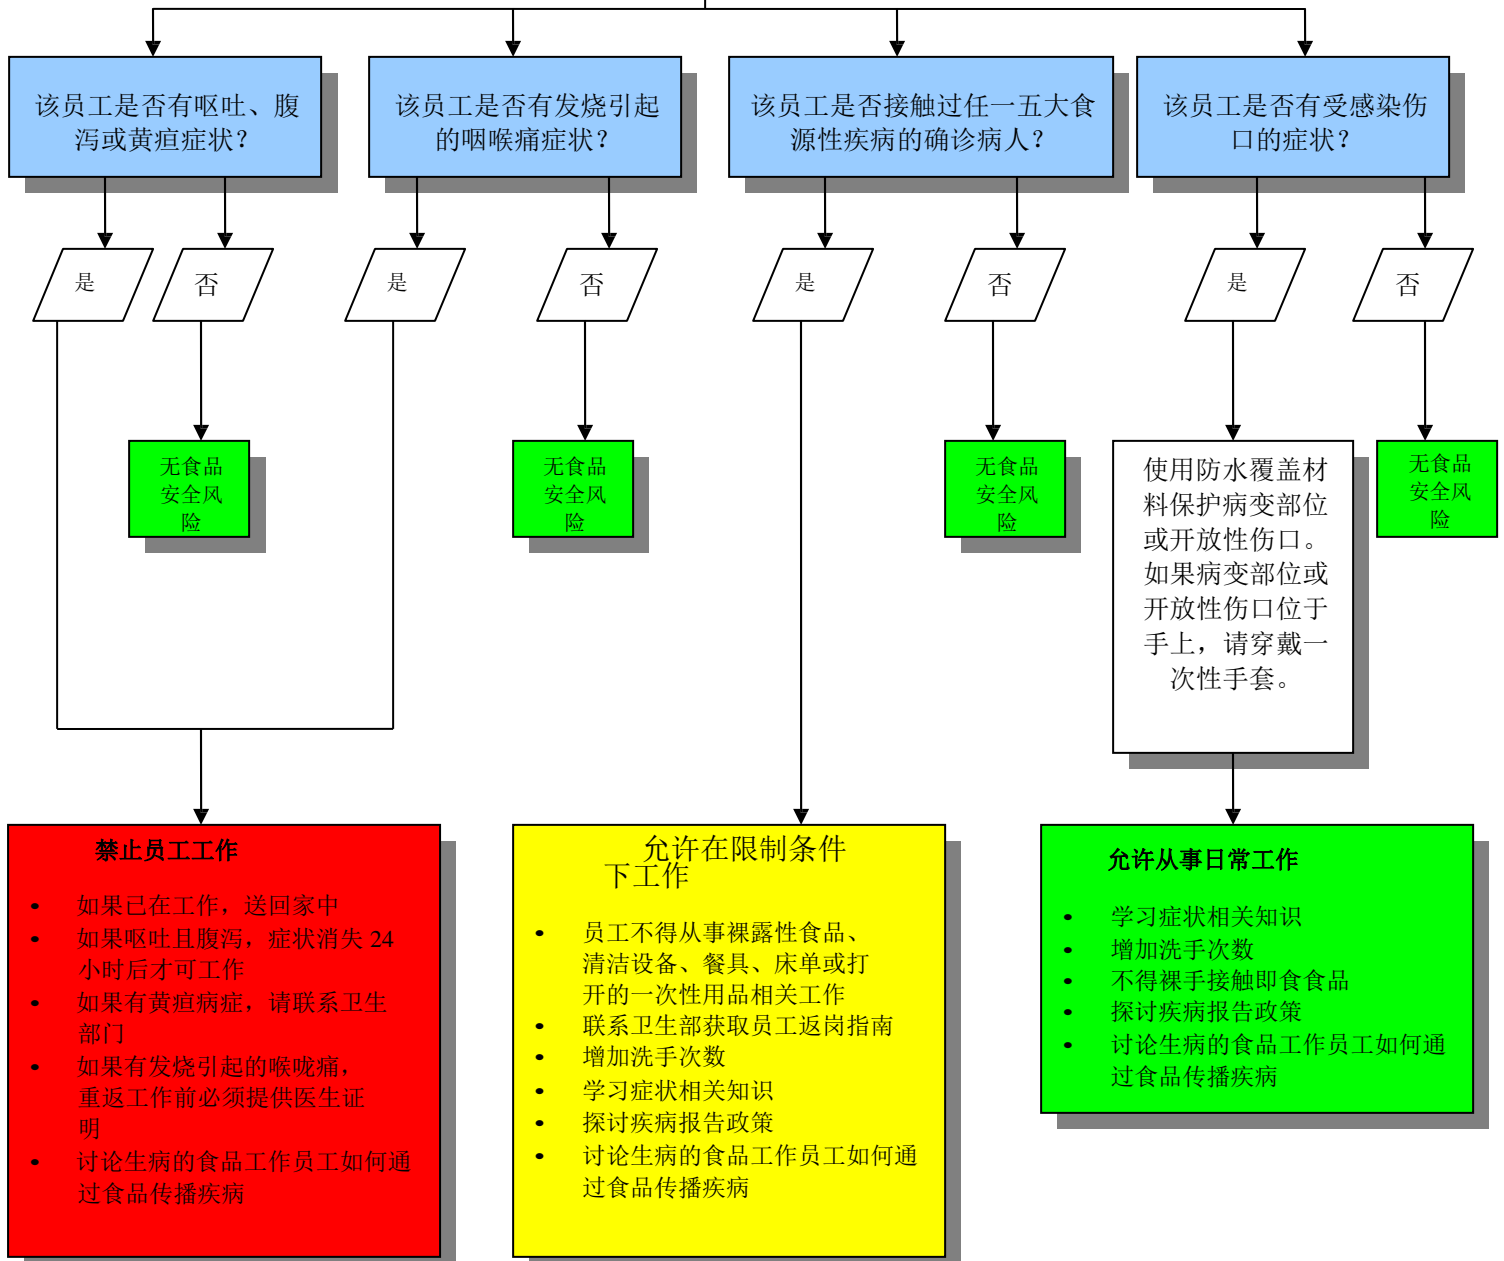 该员工是否有呕吐、腹
泻或黄疸症状？
该员工是否有发烧引起
的咽喉痛症状？
该员工是否接触过任一五大食
源性疾病的确诊病人？
该员工是否有受感染伤
口的症状？
是
否
是
否
是
否
是
否
无食品
安全风
险
无食品
安全风
险
无食品
安全风
险
使用防水覆盖材
料保护病变部位
或开放性伤口。
如果病变部位或
开放性伤口位于
手上，请穿戴一
次性手套。
无食品
安全风
险
禁止员工工作
• 如果已在工作，送回家中
• 如果呕吐且腹泻，症状消失 24
小时后才可工作
• 如果有黄疸病症，请联系卫生
部门
• 如果有发烧引起的喉咙痛，
重返工作前必须提供医生证
明
• 讨论生病的食品工作员工如何通
过食品传播疾病
允许在限制条件
下工作
• 员工不得从事裸露性食品、
清洁设备、餐具、床单或打
开的一次性用品相关工作
• 联系卫生部获取员工返岗指南
• 增加洗手次数
• 学习症状相关知识
• 探讨疾病报告政策
• 讨论生病的食品工作员工如何通
过食品传播疾病
允许从事日常工作
• 学习症状相关知识
• 增加洗手次数
• 不得裸手接触即食食品
• 探讨疾病报告政策
• 讨论生病的食品工作员工如何通
过食品传播疾病